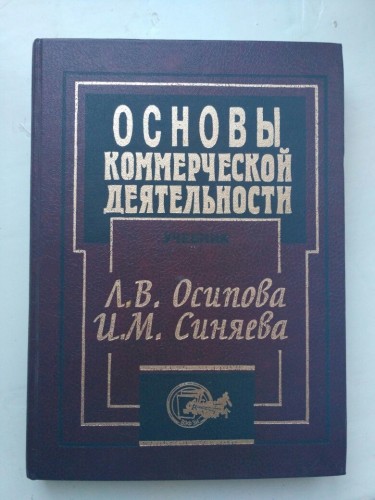 ОСНОВЫ
КОММЕРЧЕСКОЙ
ДЕЯТЕЛЬНОСТИ
УЧЕБНИК
Л.В. Осипова
И.М. Синяева